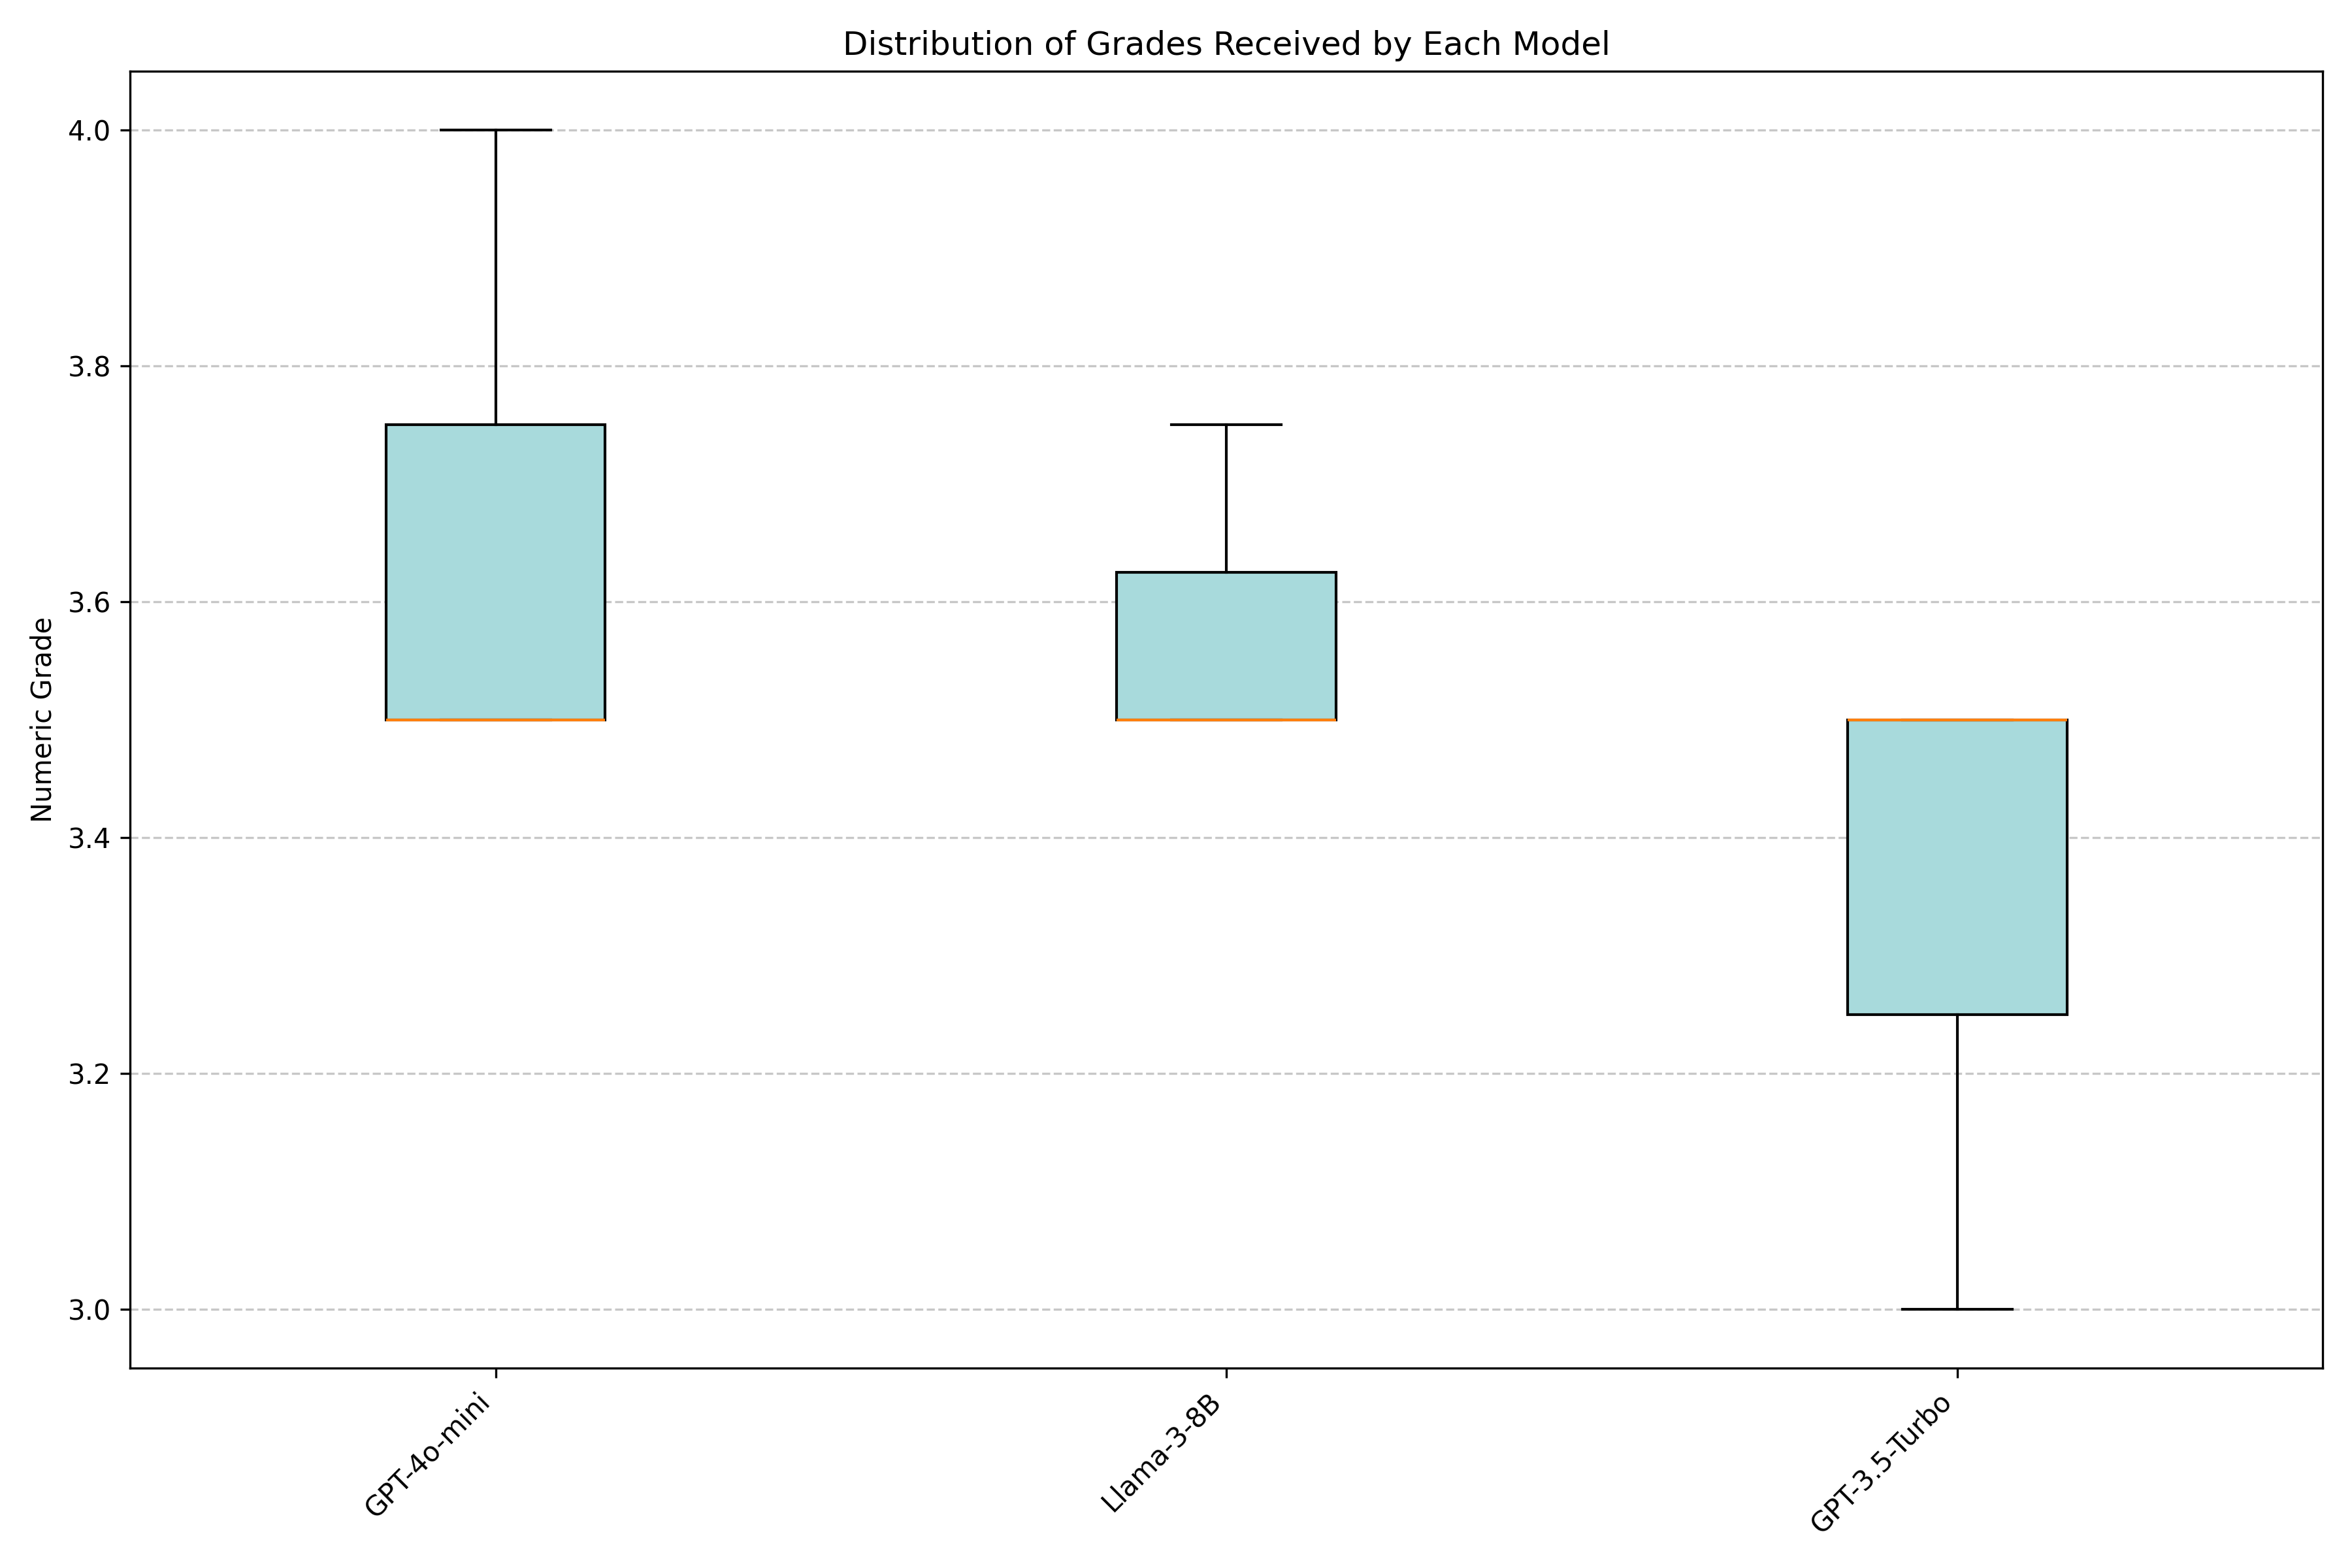 Distribution of Grades Received by Each Model
Numeric Grade
4.0
3.8
3.6
3.4
3.2
3.0
GPT-4o-mini
Llama-3-8B
GPT-3.5-Turbo